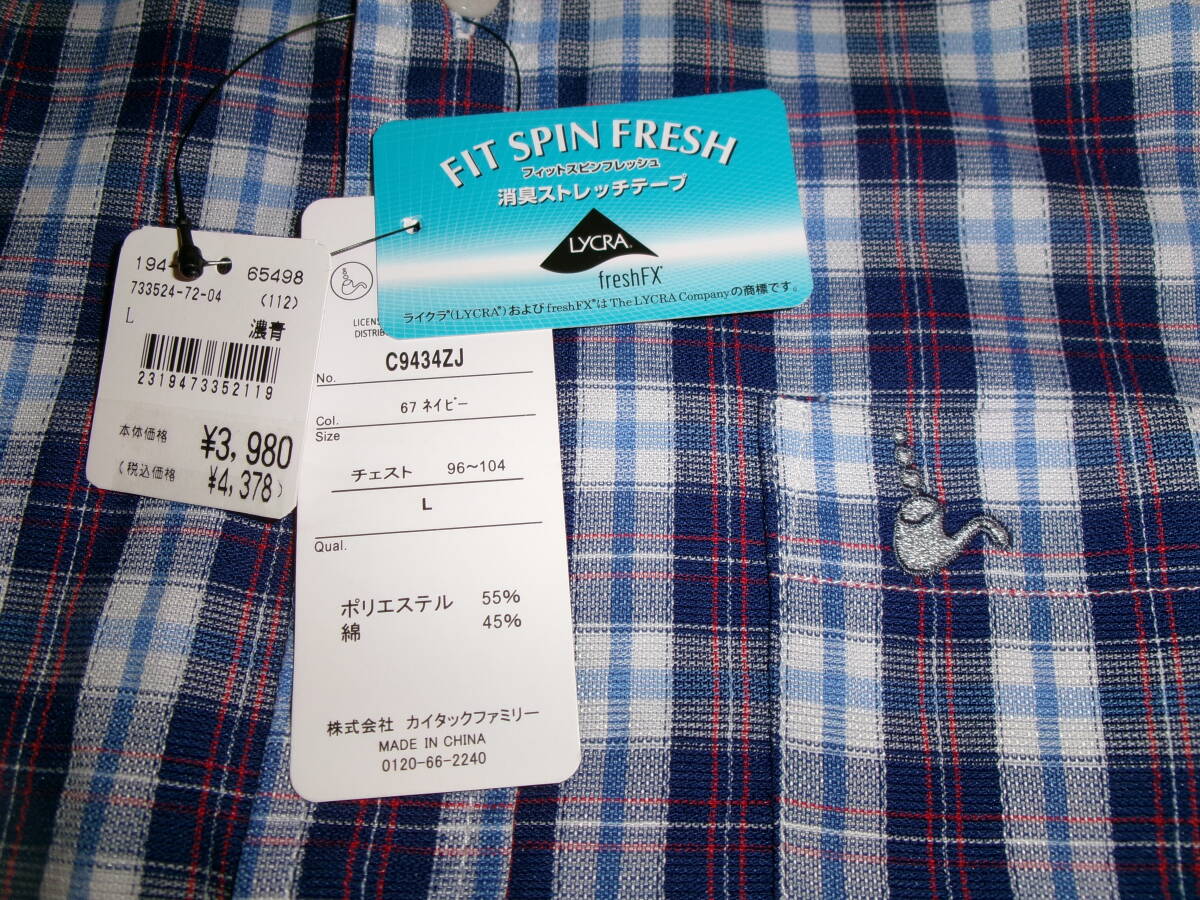 FIT SPIN FRESH
フィットスピンフレッシュ
消臭ストレッチテープ
LYCRA®
freshFX®
ライクラ®(LYCRA®)およびfreshFX®はThe LYCRA Companyの商標です。
194- 65498
733524-72-04 (112)
L 濃青
2319473352119
本体価格 ¥3,980
(税込価格 ¥4,378)
No. C9434ZJ
Col. 67 ネイビー
Size
チェスト 96〜104
L
Qual.
ポリエステル 55%
綿 45%
株式会社 カイタックファミリー
MADE IN CHINA
0120-66-2240